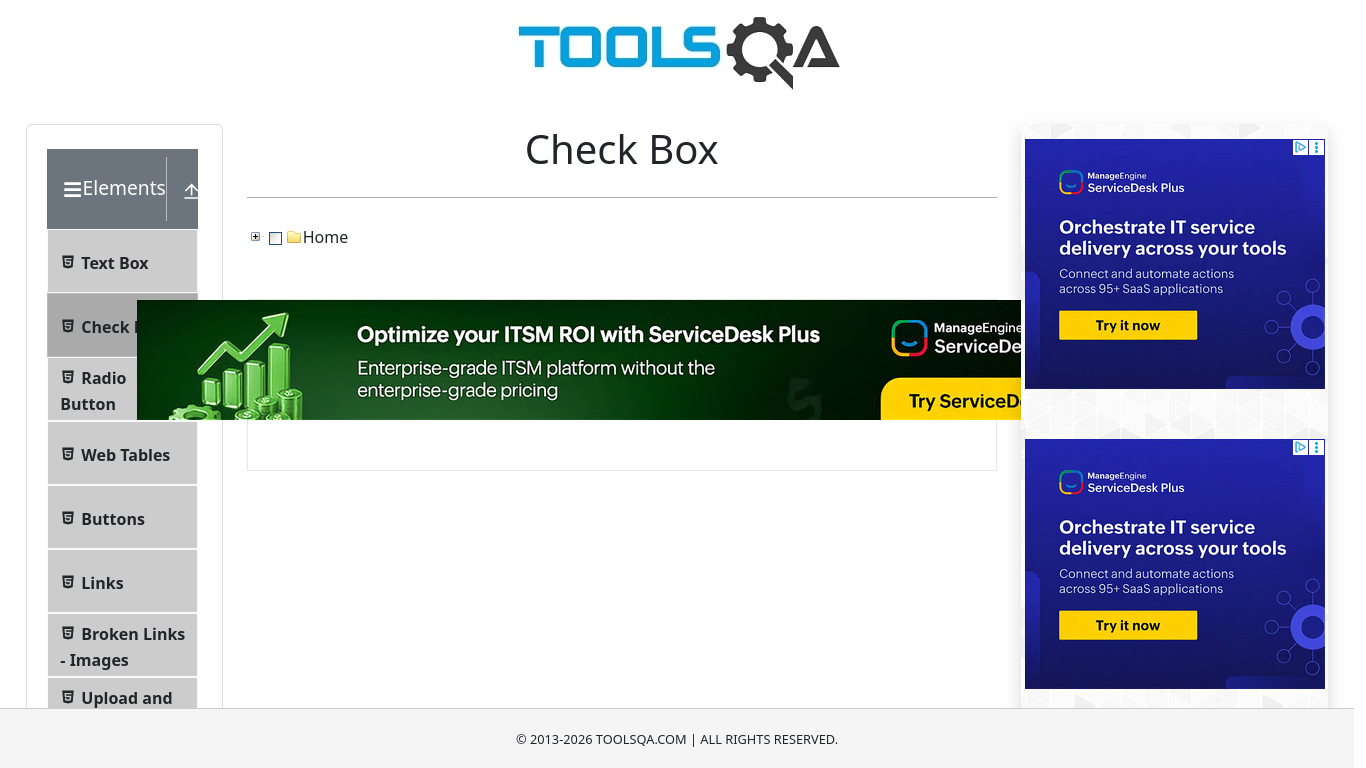 TOOLSQA
Check Box
Elements
Text Box
Check
Radio
Button
Web Tables
Buttons
Links
Broken Links
- Images
Upload and
Home
Optimize your ITSM ROI with ServiceDesk Plus
Enterprise-grade ITSM platform without the
enterprise-grade pricing
ManageEngine
Try
ManageEngine
ServiceDesk Plus
Orchestrate IT service
delivery across your tools
Connect and automate actions
across 95+ SaaS applications
Try it now
ManageEngine
ServiceDesk Plus
Orchestrate IT service
delivery across your tools
Connect and automate actions
across 95+ SaaS applications
Try it now
© 2013-2026 TOOLSQA.COM | ALL RIGHTS RESERVED.